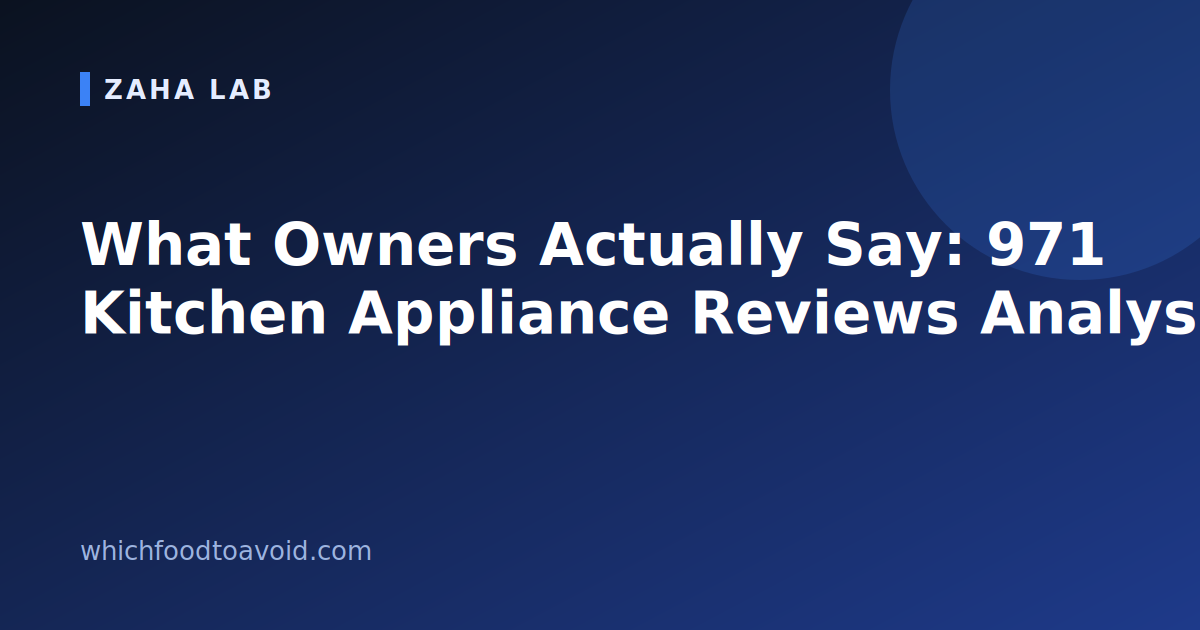 ZAHA LAB
What Owners Actually Say: 971
Kitchen Appliance Reviews Analys
whichfoodtoavoid.com